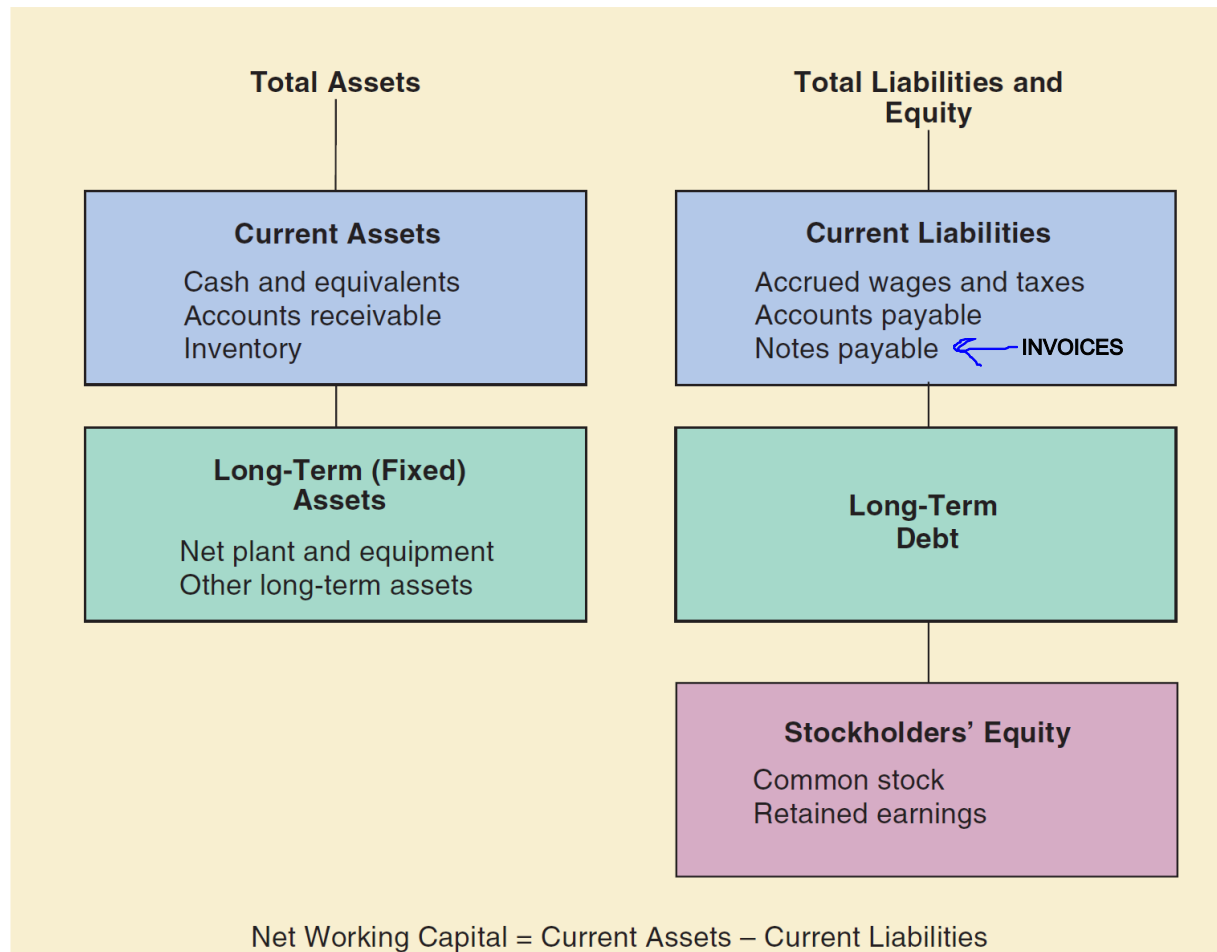 Total Assets
Current Assets
Cash and equivalents
Accounts receivable
Inventory
Long-Term (Fixed)
Assets
Net plant and equipment
Other long-term assets
Total Liabilities and
Equity
Current Liabilities
Accrued wages and taxes
Accounts payable
Notes payable INVOICES
Long-Term
Debt
Stockholders’ Equity
Common stock
Retained earnings
Net Working Capital = Current Assets – Current Liabilities